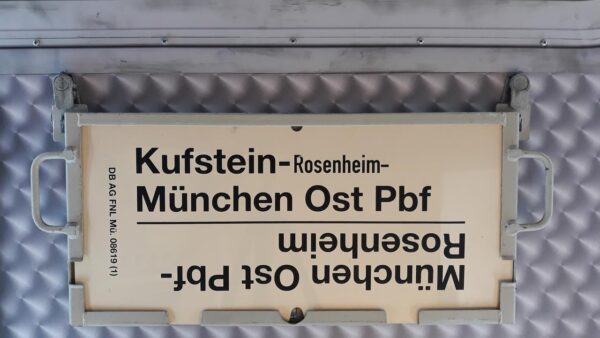 Kufstein-Rosenheim-
München Ost Pbf
München Ost Pbf-
Rosenheim
DB AG FNL Mü. 08619 (1)